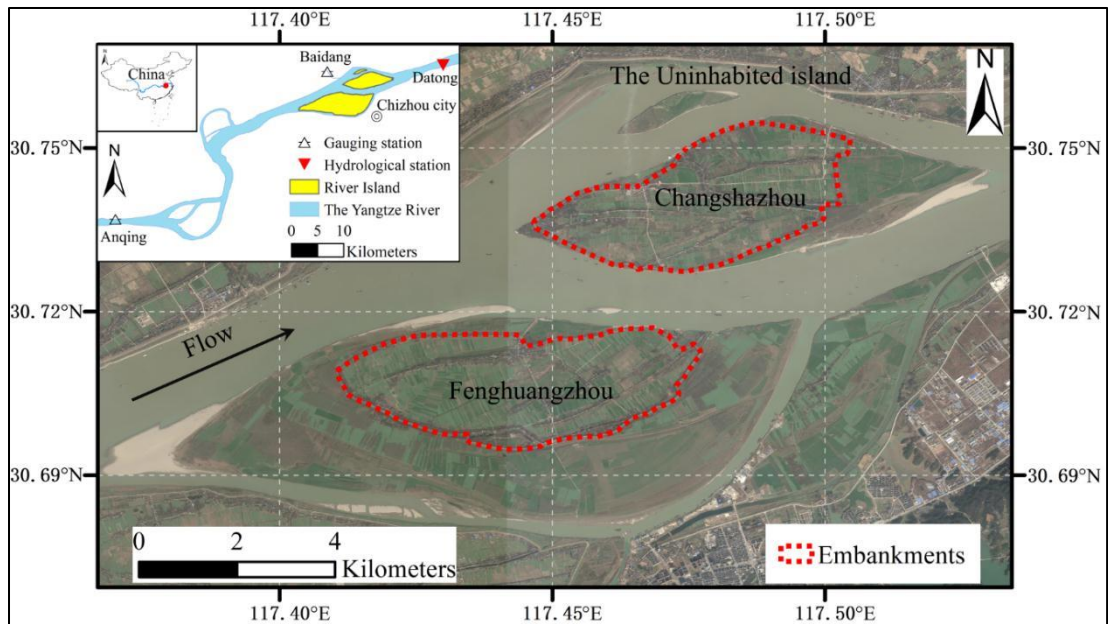 117.40°E 117.45°E 117.50°E
N
China
Baidang
Datong
Chizhou city
Gauging station
Hydrological station
River Island
The Yangtze River
N
Anqing
0 5 10
Kilometers
The Uninhabited island
N
30.75°N 30.75°N
Changshazhou
30.72°N 30.72°N
Flow
Fenghuangzhou
30.69°N 30.69°N
0 2 4
Kilometers
Embankments
117.40°E 117.45°E 117.50°E